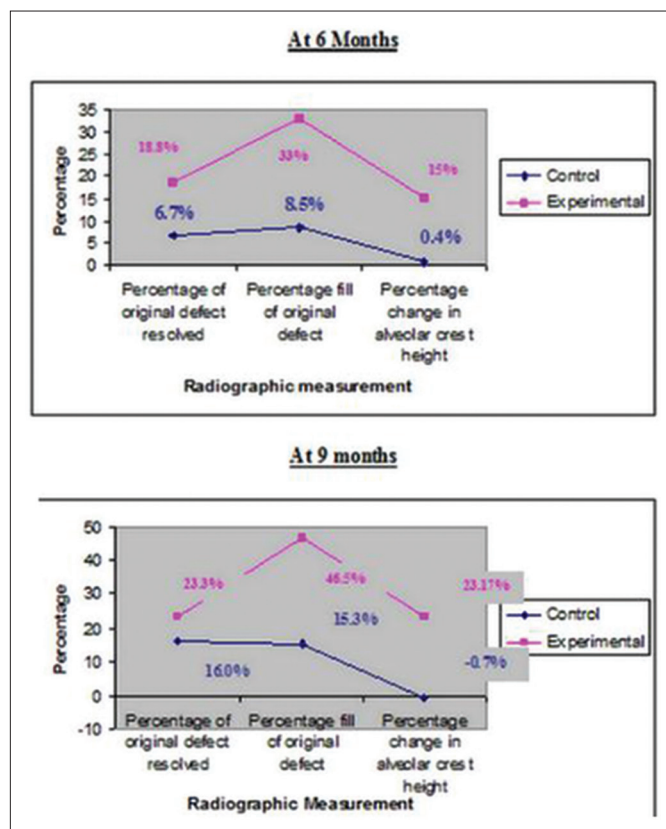 At 6 Months
35
30
25
20
15
10
5
0
Percentage
18.8%
33%
15%
6.7%
8.5%
0.4%
Control
Experimental
Percentage of original defect resolved
Percentage fill of original defect
Percentage change in alveolar crest height
Radiographic measurement
At 9 months
50
40
30
20
10
0
-10
Percentage
23.3%
46.5%
23.17%
16.0%
15.3%
-0.7%
Control
Experimental
Percentage of original defect resolved
Percentage fill of original defect
Percentage change in alveolar crest height
Radiographic Measurement